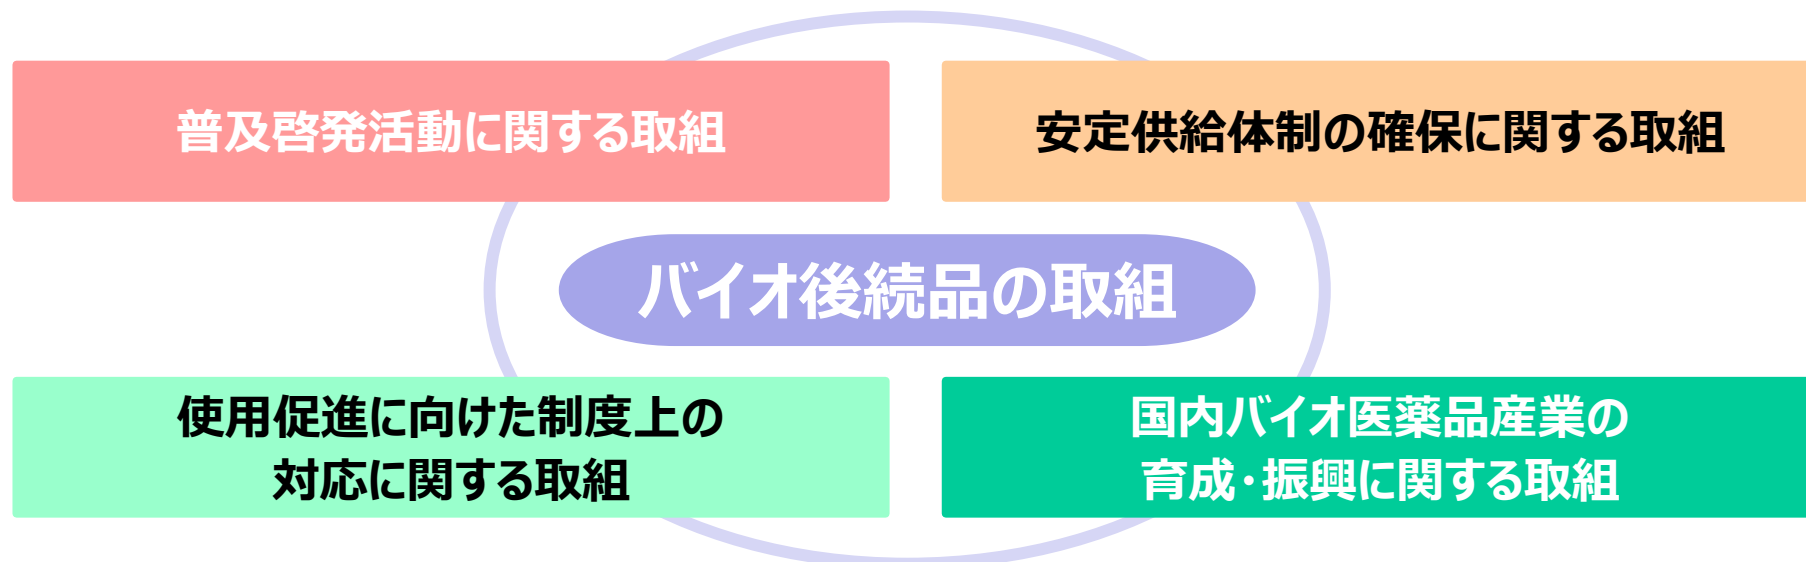 普及啓発活動に関する取組
安定供給体制の確保に関する取組
バイオ後続品の取組
使用促進に向けた制度上の
対応に関する取組
国内バイオ医薬品産業の
育成・振興に関する取組